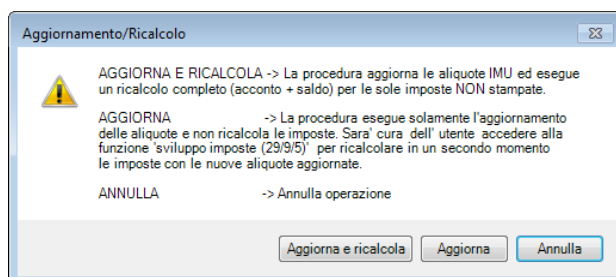 Aggiornamento/Ricalcolo
AGGIORNA E RICALCOLA -> La procedura aggiorna le aliquote IMU ed esegue
un ricalcolo completo (acconto + saldo) per le sole imposte NON stampate.
AGGIORNA -> La procedura esegue solamente l'aggiornamento
delle aliquote e non ricalcola le imposte. Sara' cura dell' utente accedere alla
funzione 'sviluppo imposte (29/9/5)' per ricalcolare in un secondo momento
le imposte con le nuove aliquote aggiornate.
ANNULLA -> Annulla operazione
Aggiorna e ricalcola Aggiorna Annulla